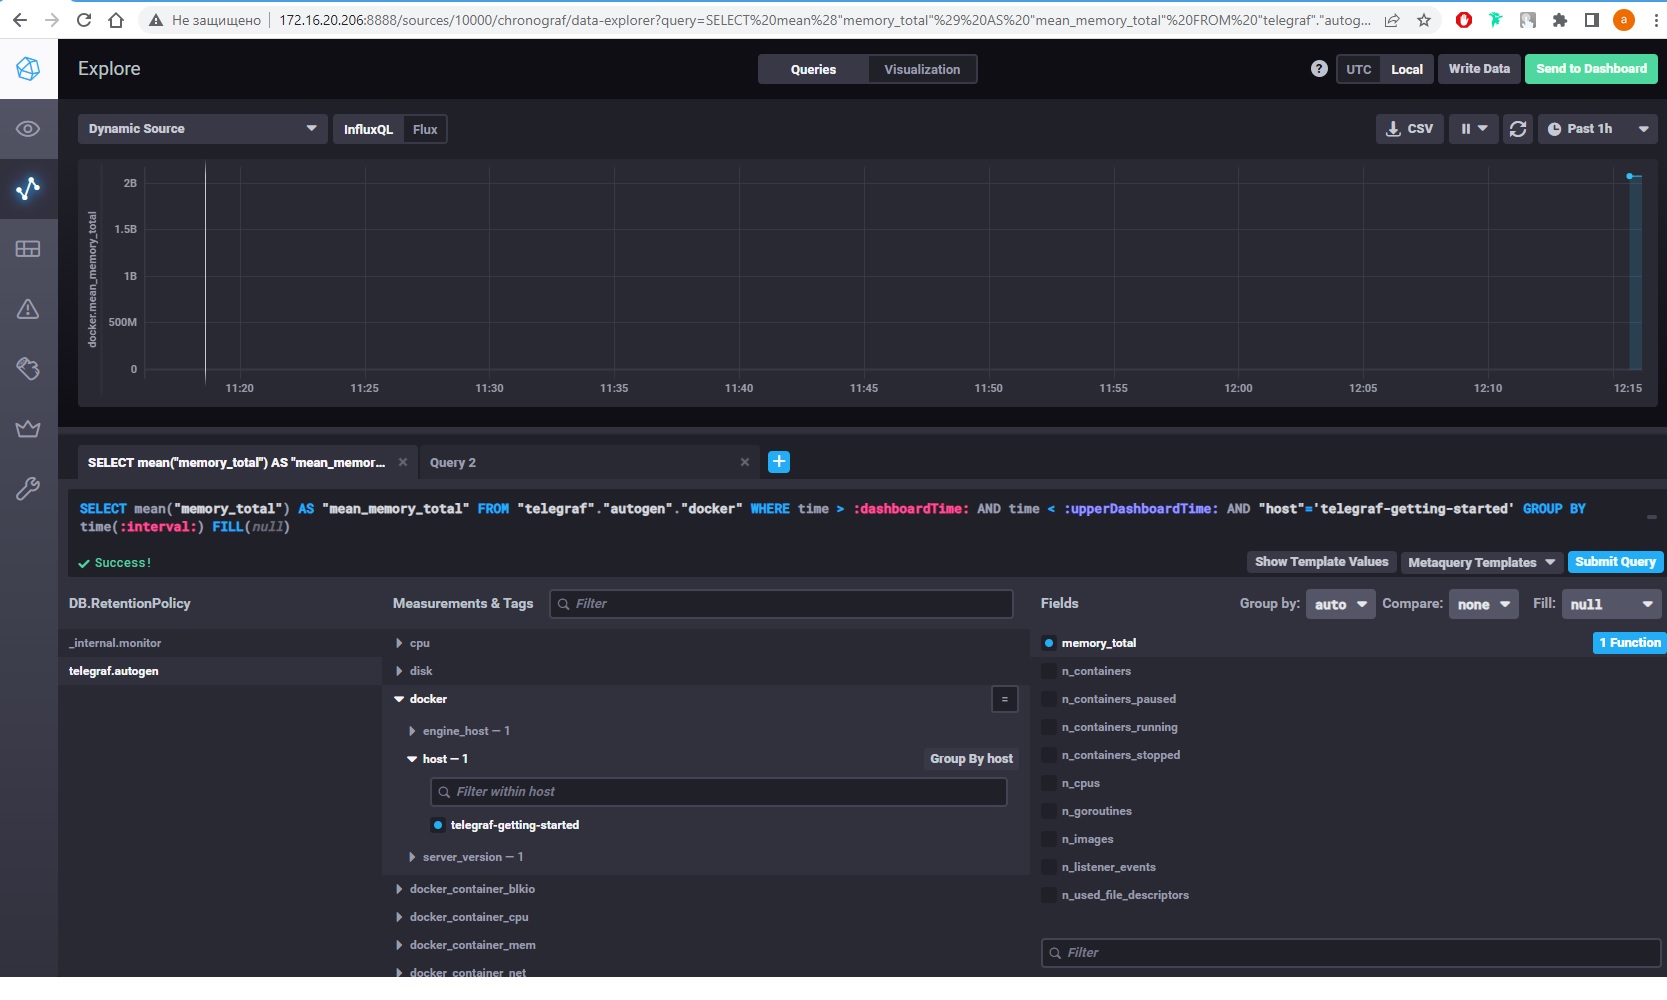 Не защищено
172.16.20.206:8888/sources/10000/chronograf/data-explorer?query=SELECT%20mean%28"memory_total"%29%20AS%20"mean_memory_total"%20FROM%20"telegraf"."autog...
a
Explore
Queries
Visualization
?
UTC
Local
Write Data
Send to Dashboard
Dynamic Source
InfluxQL
Flux
CSV
Past 1h
docker.mean_memory_total
2B
1.5B
1B
500M
0
11:20 11:25 11:30 11:35 11:40 11:45 11:50 11:55 12:00 12:05 12:10 12:15
SELECT mean("memory_total") AS "mean_memor...
Query 2
+
SELECT mean("memory_total") AS "mean_memory_total" FROM "telegraf"."autogen"."docker" WHERE time > :dashboardTime: AND time < :upperDashboardTime: AND "host"='telegraf-getting-started' GROUP BY
time(:interval:) FILL(null)
Success!
Show Template Values
Metaquery Templates
Submit Query
DB.RetentionPolicy
_internal.monitor
telegraf.autogen
Measurements & Tags
Filter
cpu
disk
docker
=
engine_host — 1
host — 1
Group By host
Filter within host
telegraf-getting-started
server_version — 1
docker_container_blkio
docker_container_cpu
docker_container_mem
docker_container_net
Fields
Group by:
auto
Compare:
none
Fill:
null
memory_total
1 Function
n_containers
n_containers_paused
n_containers_running
n_containers_stopped
n_cpus
n_goroutines
n_images
n_listener_events
n_used_file_descriptors
Filter